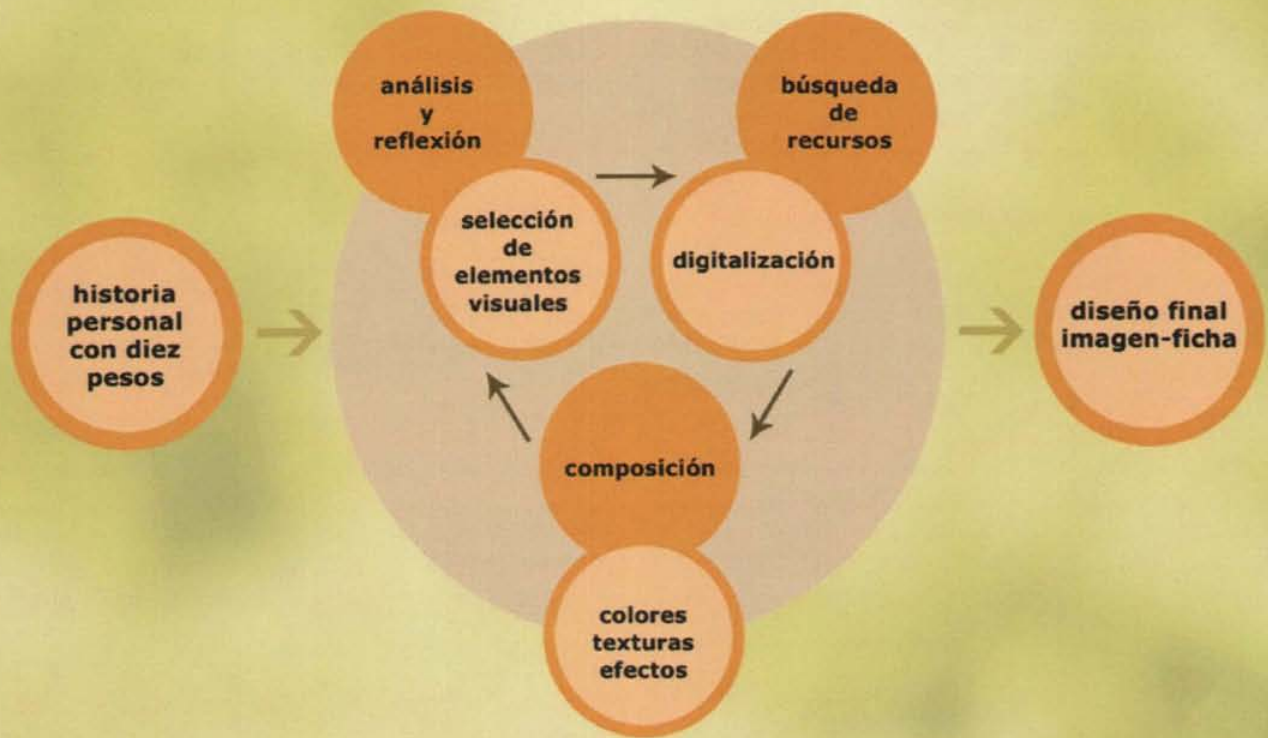 historia
personal
con diez
pesos
análisis
y
reflexión
selección
de
elementos
visuales
búsqueda
de
recursos
digitalización
composición
colores
texturas
efectos
diseño final
imagen-ficha